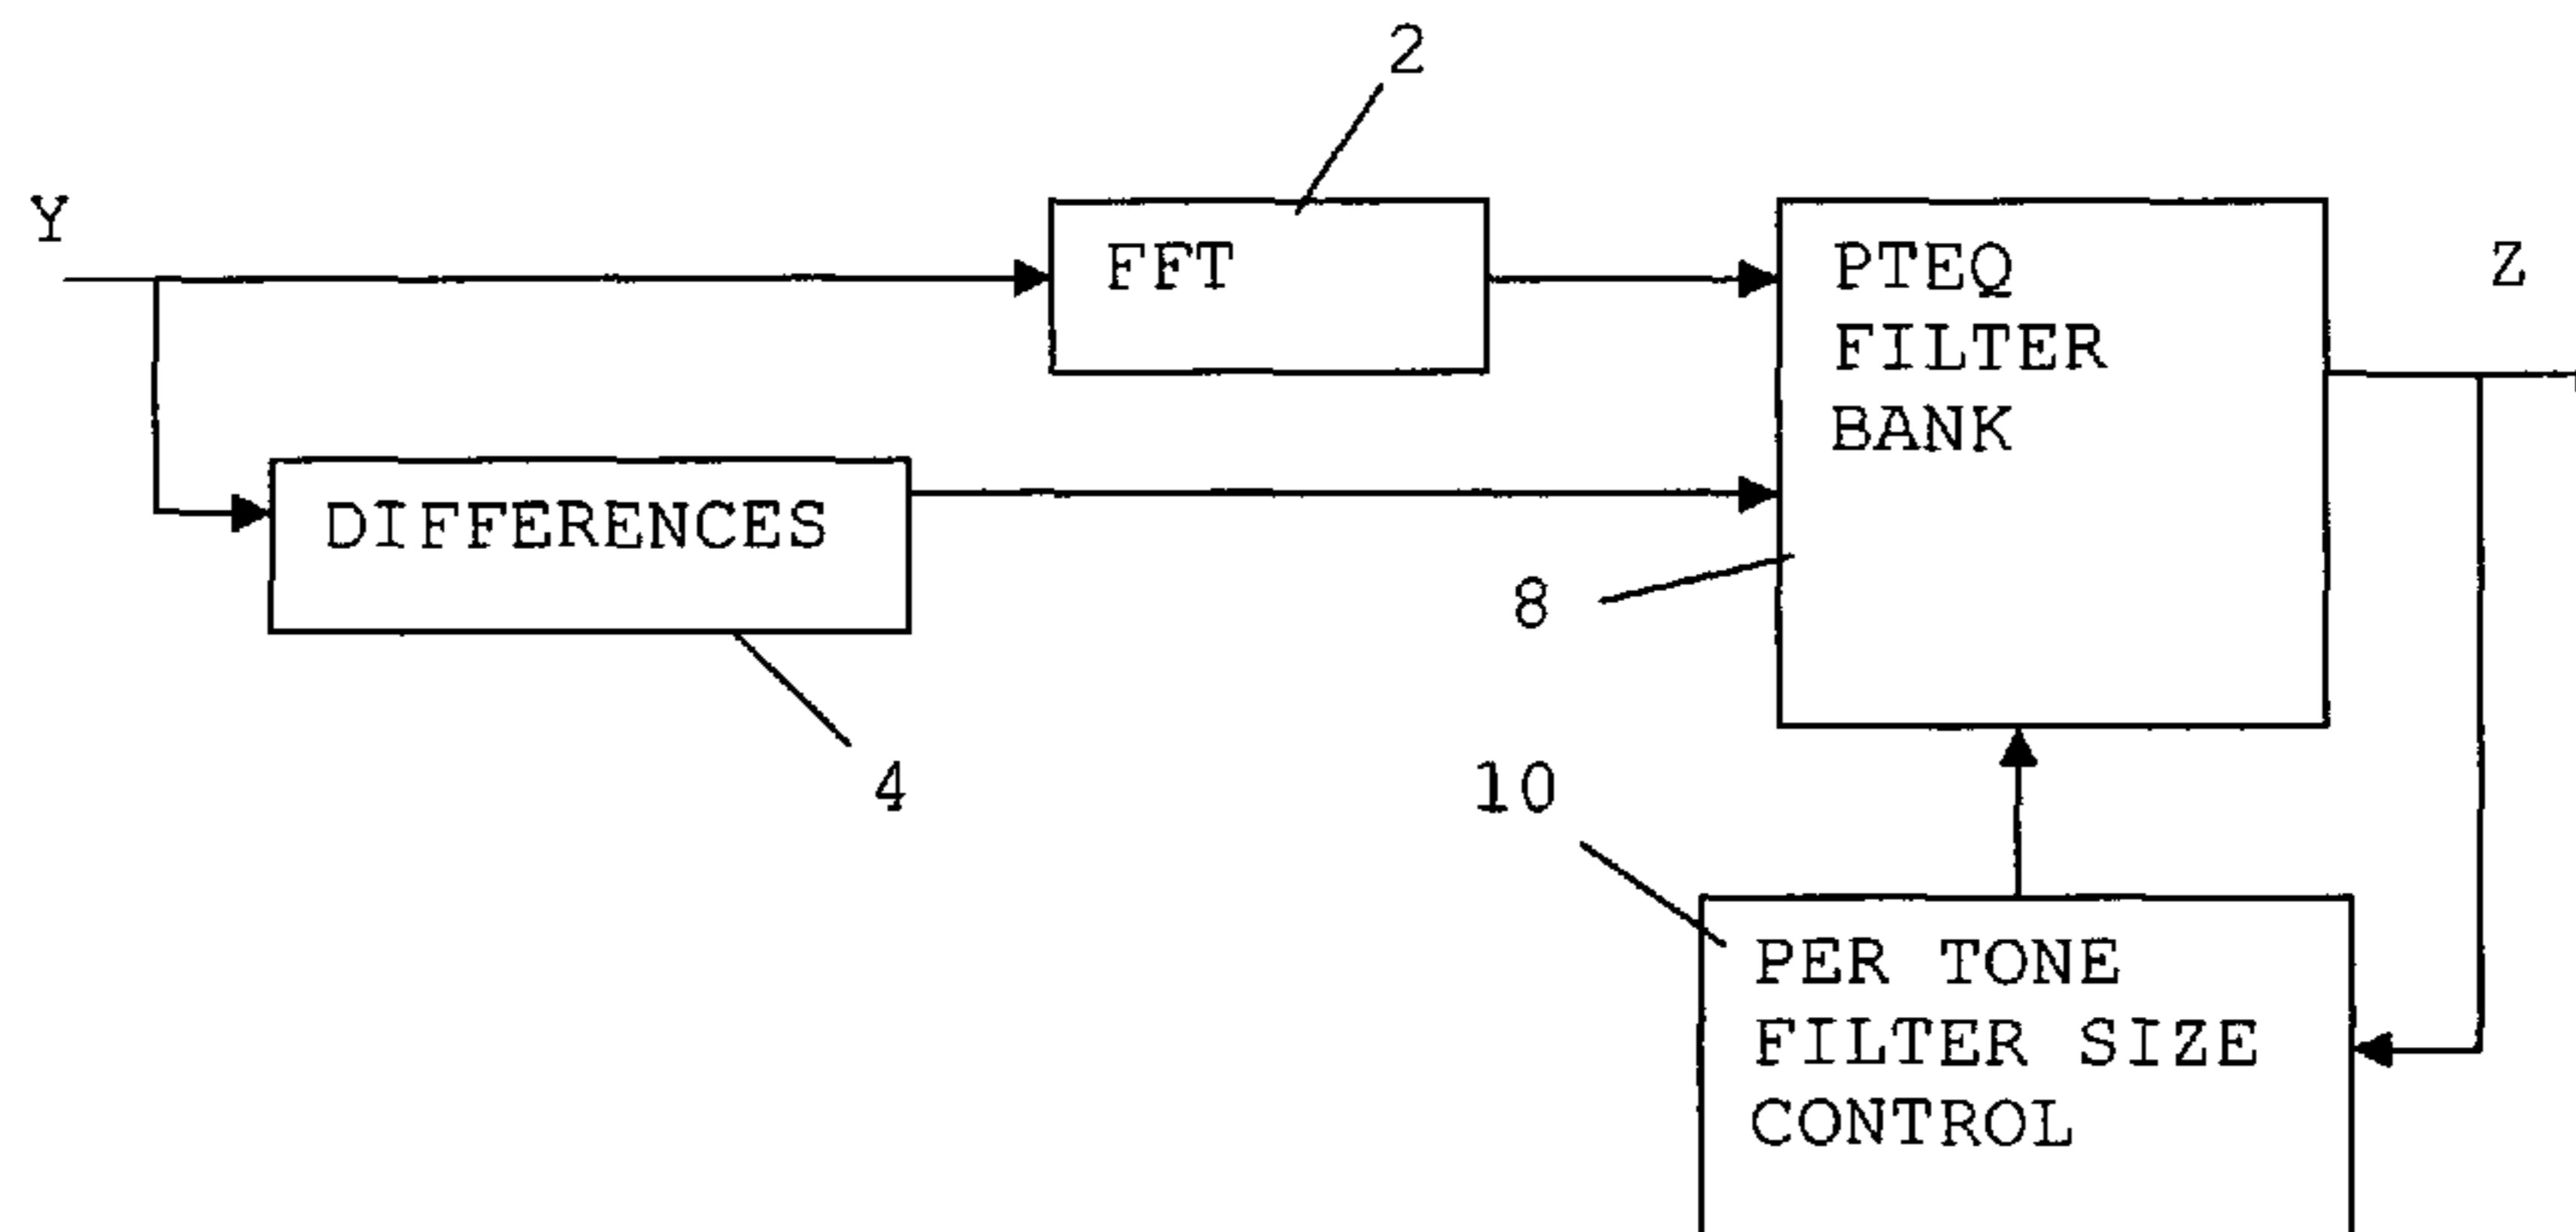 2
Y
FFT
PTEQ
FILTER
BANK
Z
DIFFERENCES
8
4
10
PER TONE
FILTER SIZE
CONTROL